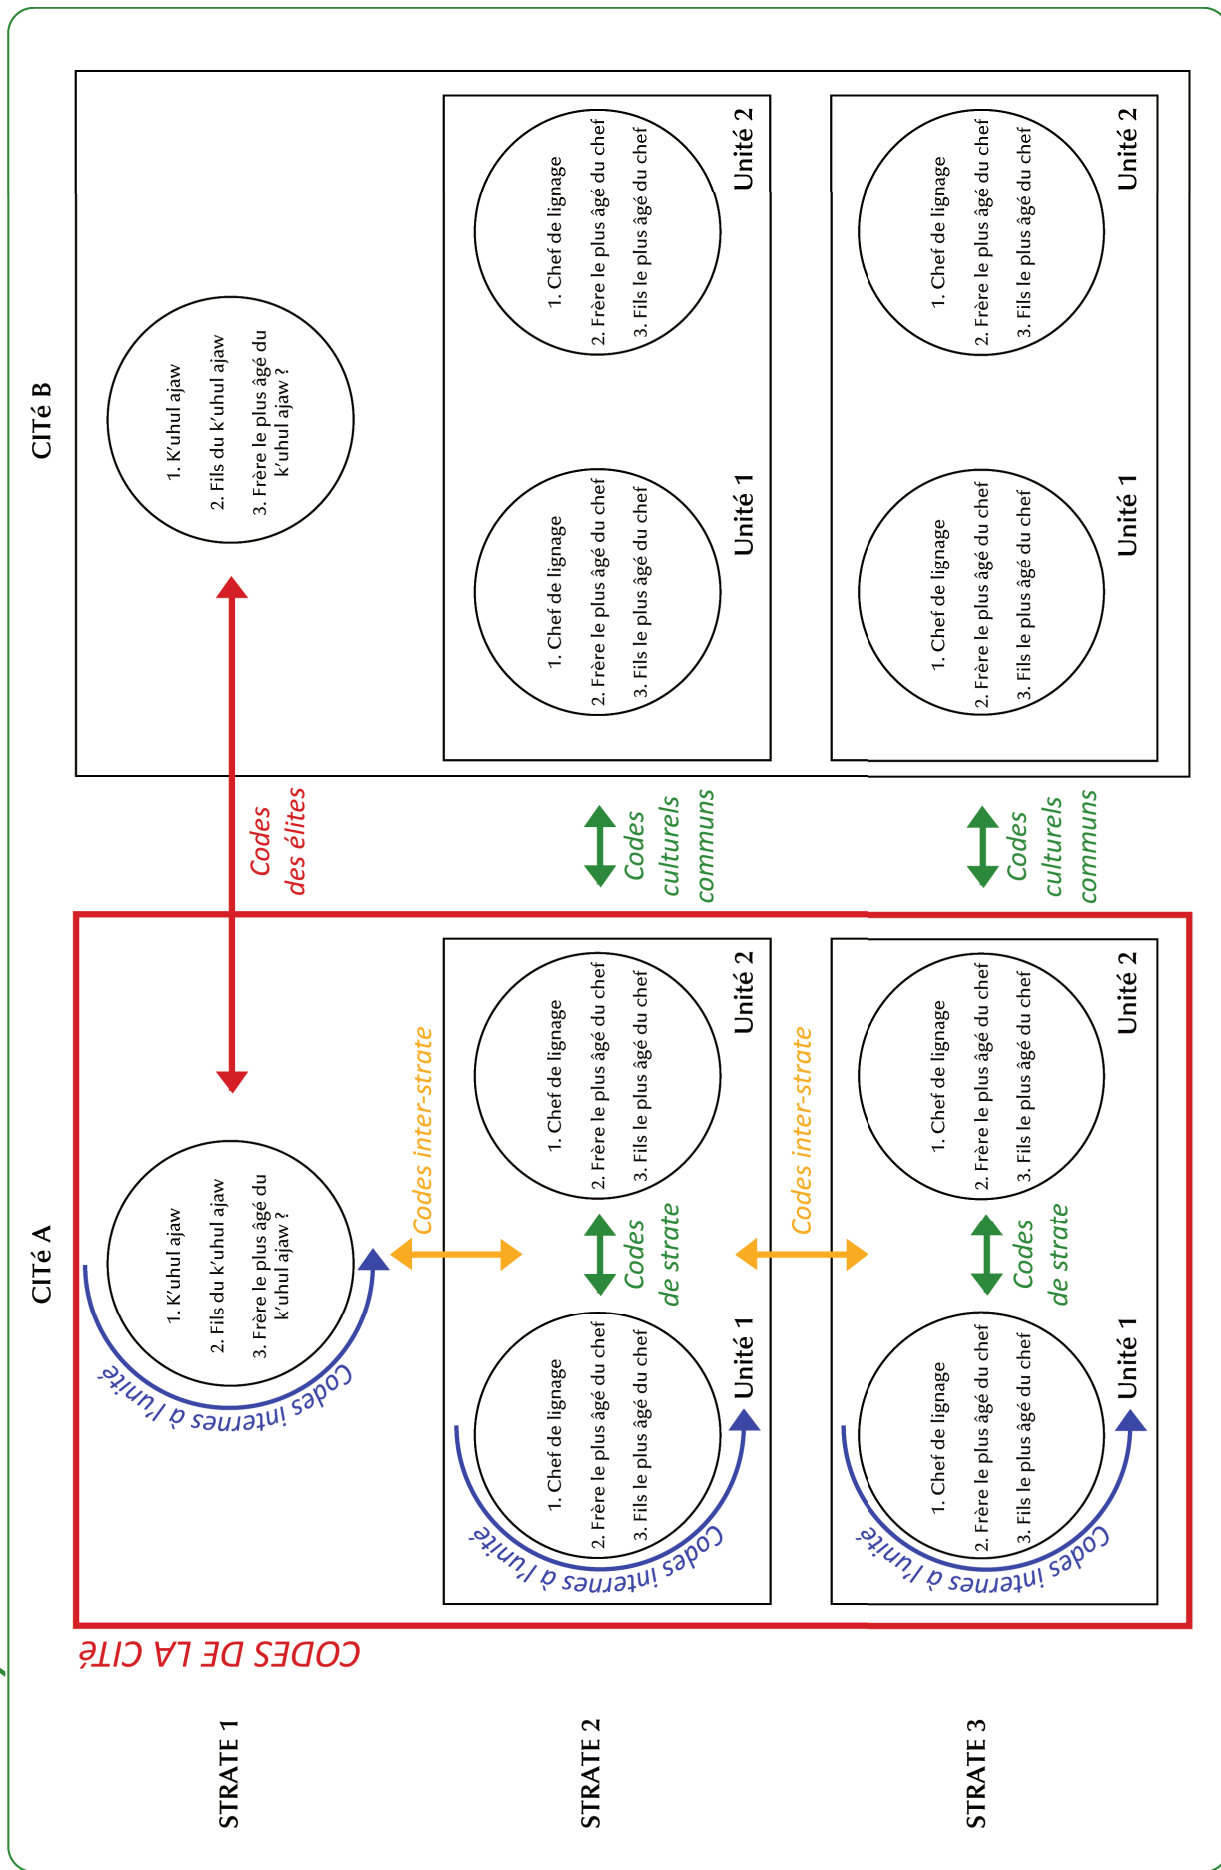 CITé A
CITé B
CODES DE LA CITé
STRATE 1
Codes internes à l'unité
1. K'uhul ajaw
2. Fils du k'uhul ajaw
3. Frère le plus âgé du
k'uhul ajaw ?
Codes
des élites
1. K'uhul ajaw
2. Fils du k'uhul ajaw
3. Frère le plus âgé du
k'uhul ajaw ?
Codes inter-strate
STRATE 2
Codes internes à l'unité
1. Chef de lignage
2. Frère le plus âgé du chef
3. Fils le plus âgé du chef
Unité 1
Codes
de strate
1. Chef de lignage
2. Frère le plus âgé du chef
3. Fils le plus âgé du chef
Unité 2
Codes
culturels
communs
1. Chef de lignage
2. Frère le plus âgé du chef
3. Fils le plus âgé du chef
Unité 1
1. Chef de lignage
2. Frère le plus âgé du chef
3. Fils le plus âgé du chef
Unité 2
Codes inter-strate
STRATE 3
Codes internes à l'unité
1. Chef de lignage
2. Frère le plus âgé du chef
3. Fils le plus âgé du chef
Unité 1
Codes
de strate
1. Chef de lignage
2. Frère le plus âgé du chef
3. Fils le plus âgé du chef
Unité 2
Codes
culturels
communs
1. Chef de lignage
2. Frère le plus âgé du chef
3. Fils le plus âgé du chef
Unité 1
1. Chef de lignage
2. Frère le plus âgé du chef
3. Fils le plus âgé du chef
Unité 2